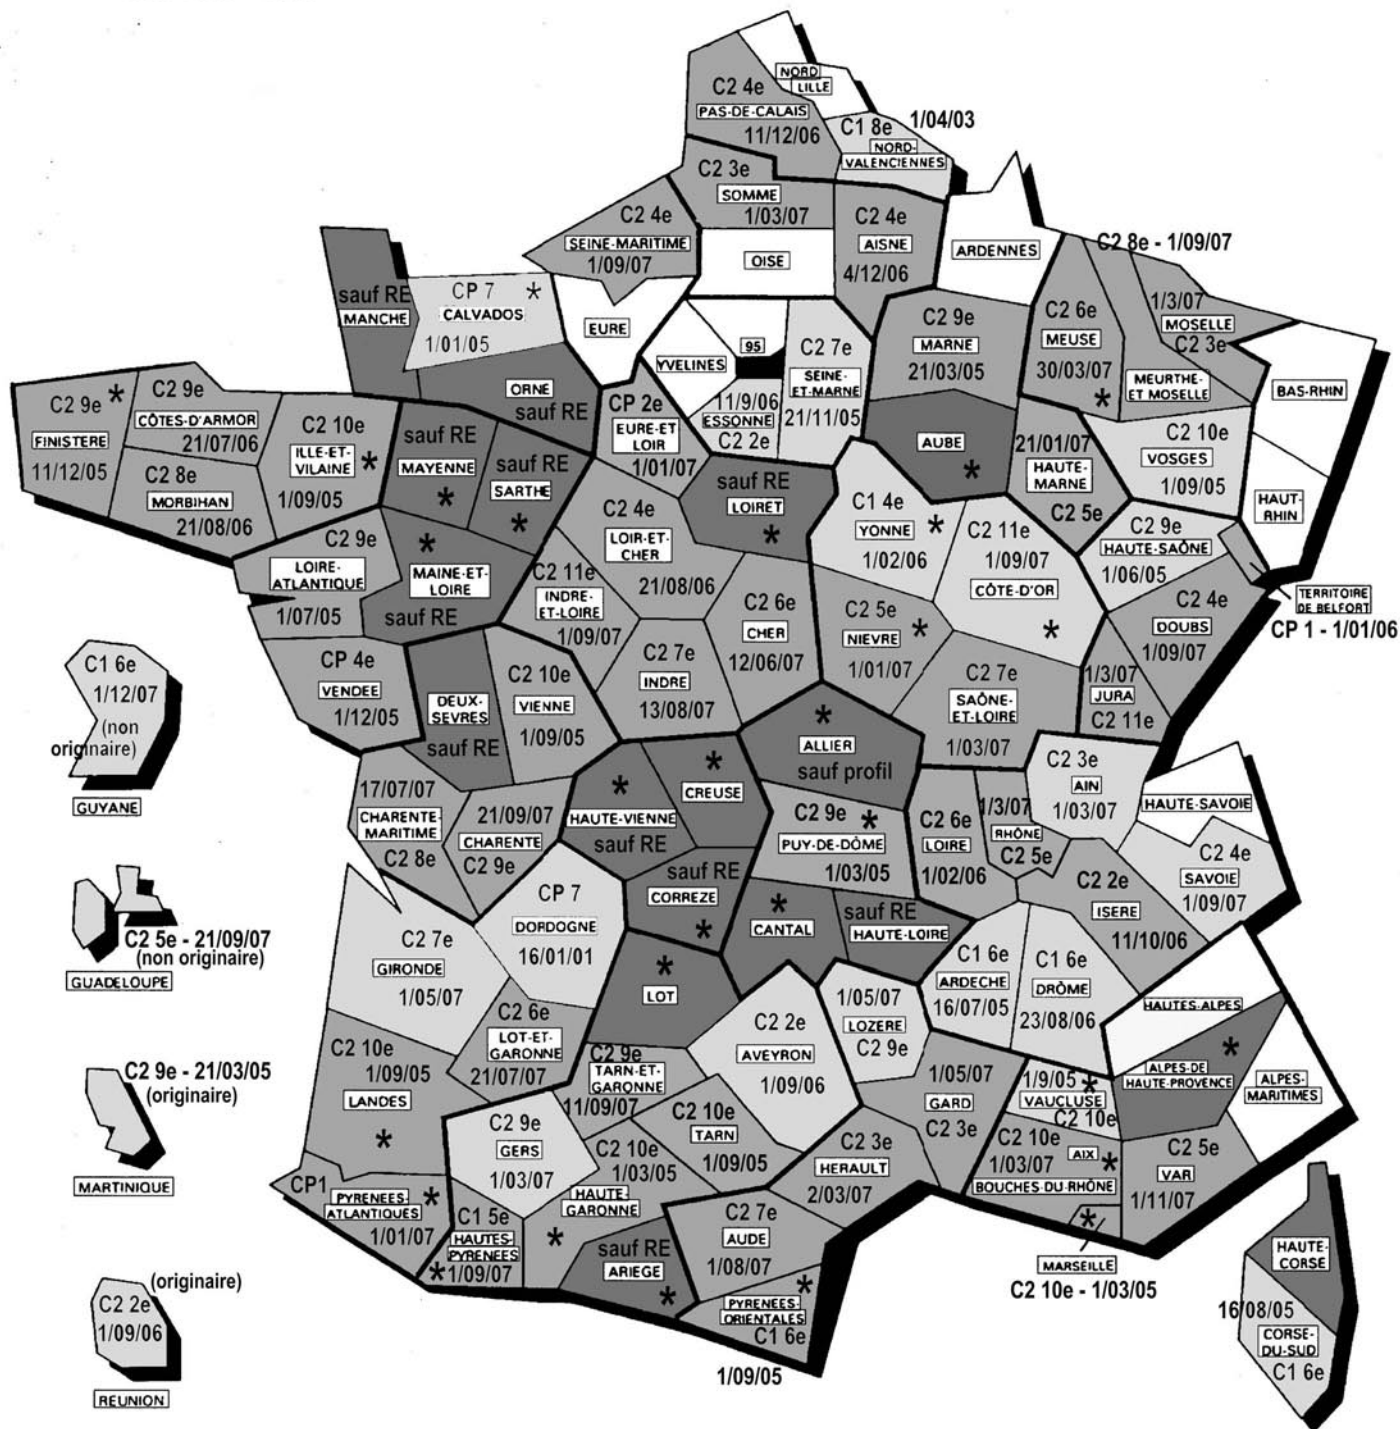 NORD
LILLE
C2 4e
PAS-DE-CALAIS
11/12/06
C1 8e
1/04/03
NORD-
VALENCIENNES
C2 3e
SOMME
1/03/07
C2 4e
SEINE-MARITIME
1/09/07
OISE
C2 4e
AISNE
4/12/06
ARDENNES
C2 8e - 1/09/07
sauf RE
MANCHE
CP 7 *
CALVADOS
1/01/05
EURE
YVELINES
95
C2 7e
SEINE-
ET-MARNE
21/11/05
11/9/06
ESSONNE
C2 2e
C2 9e
MARNE
21/03/05
C2 6e
MEUSE
30/03/07
*
1/3/07
MOSELLE
C2 3e
MEURTHE-
ET MOSELLE
BAS-RHIN
ORNE
sauf RE
C2 9e *
FINISTERE
11/12/05
C2 9e
CÔTES-D'ARMOR
21/07/06
C2 8e
MORBIHAN
21/08/06
C2 10e
ILLE-ET-
VILAINE *
1/09/05
sauf RE
MAYENNE
*
sauf RE
SARTHE
*
CP 2e
EURE-ET
LOIR
1/01/07
sauf RE
LOIRET
*
AUBE
*
21/01/07
HAUTE-
MARNE
C2 5e
C2 10e
VOSGES
1/09/05
HAUT-
RHIN
C2 9e
LOIRE-
ATLANTIQUE
1/07/05
*
MAINE-ET-
LOIRE
sauf RE
C2 4e
LOIR-ET-
CHER
21/08/06
C2 11e
INDRE-
ET-LOIRE
1/09/07
C2 6e
CHER
12/06/07
C1 4e
YONNE *
1/02/06
C2 11e
1/09/07
CÔTE-D'OR
*
C2 9e
HAUTE-SAÔNE
1/06/05
TERRITOIRE
DE BELFORT
CP 1 - 1/01/06
C2 4e
DOUBS
1/09/07
C2 5e
NIEVRE *
1/01/07
C2 7e
SAÔNE-
ET-LOIRE
1/03/07
1/3/07
JURA
C2 11e
CP 4e
VENDEE
1/12/05
DEUX-
SEVRES
sauf RE
C2 10e
VIENNE
1/09/05
C2 7e
INDRE
13/08/07
*
ALLIER
sauf profil
C1 6e
1/12/07
(non
originaire)
GUYANE
17/07/07
CHARENTE-
MARITIME
C2 8e
21/09/07
CHARENTE
C2 9e
*
HAUTE-VIENNE
sauf RE
*
CREUSE
C2 9e *
PUY-DE-DÔME
1/03/05
C2 6e
LOIRE
1/02/06
1/3/07
RHÔNE
C2 5e
C2 3e
AIN
1/03/07
HAUTE-SAVOIE
C2 4e
SAVOIE
1/09/07
C2 2e
ISERE
11/10/06
sauf RE
CORREZE
*
*
CANTAL
sauf RE
HAUTE-LOIRE
CP 7
DORDOGNE
16/01/01
C2 7e
GIRONDE
1/05/07
C2 5e - 21/09/07
(non originaire)
GUADELOUPE
*
LOT
C1 6e
ARDECHE
16/07/05
C1 6e
DRÔME
23/08/06
HAUTES-ALPES
C2 6e
LOT-ET-
GARONNE
21/07/07
1/05/07
LOZERE
C2 9e
C2 2e
AVEYRON
1/09/06
*
ALPES-DE
HAUTE-PROVENCE
ALPES-
MARITIMES
C2 10e
1/09/05
LANDES
*
C2 9e
TARN-ET-
GARONNE
11/09/07
C2 10e
TARN
1/09/05
1/05/07
GARD
C2 3e
1/9/05 *
VAUCLUSE
C2 10e
C2 9e - 21/03/05
(originaire)
MARTINIQUE
C2 9e
GERS
1/03/07
C2 10e
1/03/05
HAUTE-
GARONNE
*
C2 3e
HERAULT
2/03/07
C2 10e
1/03/07
AIX *
BOUCHES-DU-RHÔNE
*
C2 5e
VAR
1/11/07
CP1
PYRENEES-
ATLANTIQUES *
1/01/07
C1 5e
HAUTES-
PYRENEES
* 1/09/07
sauf RE
ARIEGE
*
C2 7e
AUDE
1/08/07
MARSEILLE
C2 10e - 1/03/05
*
PYRENEES-
ORIENTALES
C1 6e
1/09/05
HAUTE-
CORSE
16/08/05
CORSE-
DU-SUD
C1 6e
(originaire)
C2 2e
1/09/06
REUNION